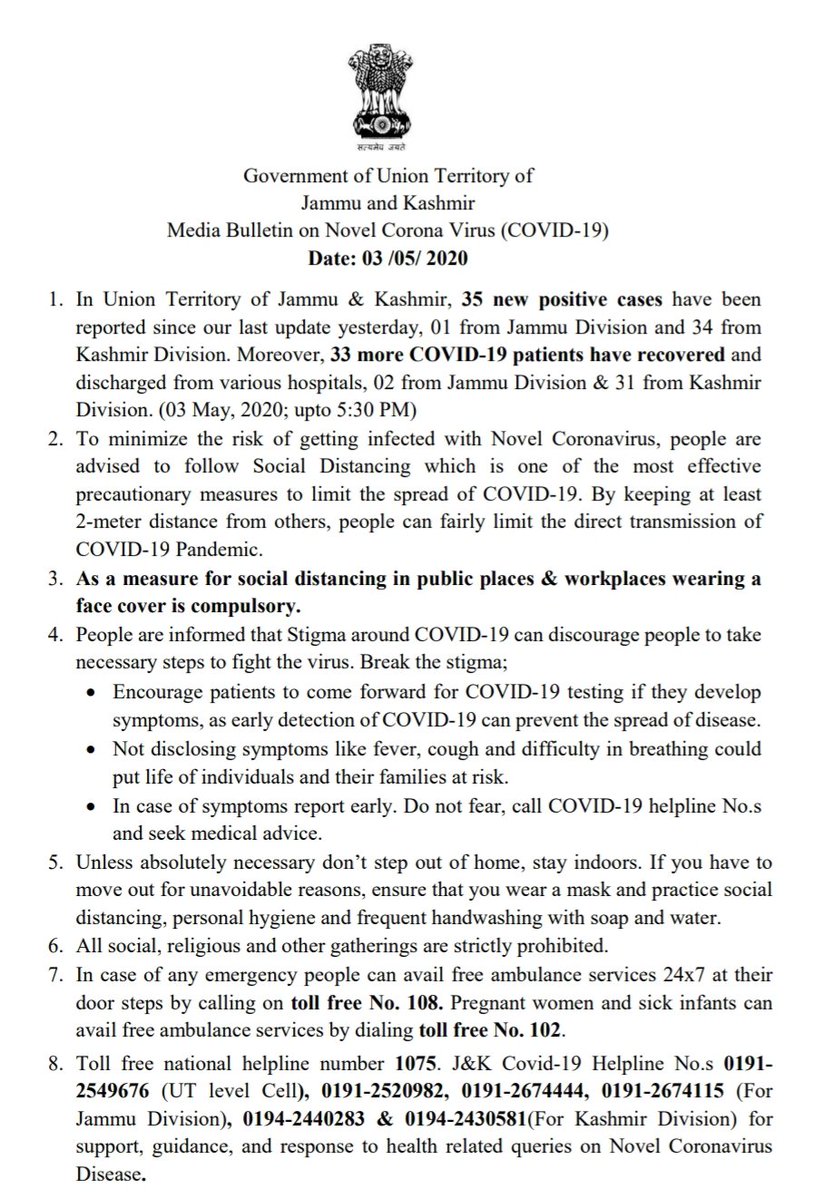 सत्यमेव जयते
Government of Union Territory of
Jammu and Kashmir
Media Bulletin on Novel Corona Virus (COVID-19)
Date: 03 /05/ 2020
1. In Union Territory of Jammu & Kashmir, 35 new positive cases have been
reported since our last update yesterday, 01 from Jammu Division and 34 from
Kashmir Division. Moreover, 33 more COVID-19 patients have recovered and
discharged from various hospitals, 02 from Jammu Division & 31 from Kashmir
Division. (03 May, 2020; upto 5:30 PM)
2. To minimize the risk of getting infected with Novel Coronavirus, people are
advised to follow Social Distancing which is one of the most effective
precautionary measures to limit the spread of COVID-19. By keeping at least
2-meter distance from others, people can fairly limit the direct transmission of
COVID-19 Pandemic.
3. As a measure for social distancing in public places & workplaces wearing a
face cover is compulsory.
4. People are informed that Stigma around COVID-19 can discourage people to take
necessary steps to fight the virus. Break the stigma;
• Encourage patients to come forward for COVID-19 testing if they develop
symptoms, as early detection of COVID-19 can prevent the spread of disease.
• Not disclosing symptoms like fever, cough and difficulty in breathing could
put life of individuals and their families at risk.
• In case of symptoms report early. Do not fear, call COVID-19 helpline No.s
and seek medical advice.
5. Unless absolutely necessary don’t step out of home, stay indoors. If you have to
move out for unavoidable reasons, ensure that you wear a mask and practice social
distancing, personal hygiene and frequent handwashing with soap and water.
6. All social, religious and other gatherings are strictly prohibited.
7. In case of any emergency people can avail free ambulance services 24x7 at their
door steps by calling on toll free No. 108. Pregnant women and sick infants can
avail free ambulance services by dialing toll free No. 102.
8. Toll free national helpline number 1075. J&K Covid-19 Helpline No.s 0191-
2549676 (UT level Cell), 0191-2520982, 0191-2674444, 0191-2674115 (For
Jammu Division), 0194-2440283 & 0194-2430581(For Kashmir Division) for
support, guidance, and response to health related queries on Novel Coronavirus
Disease.